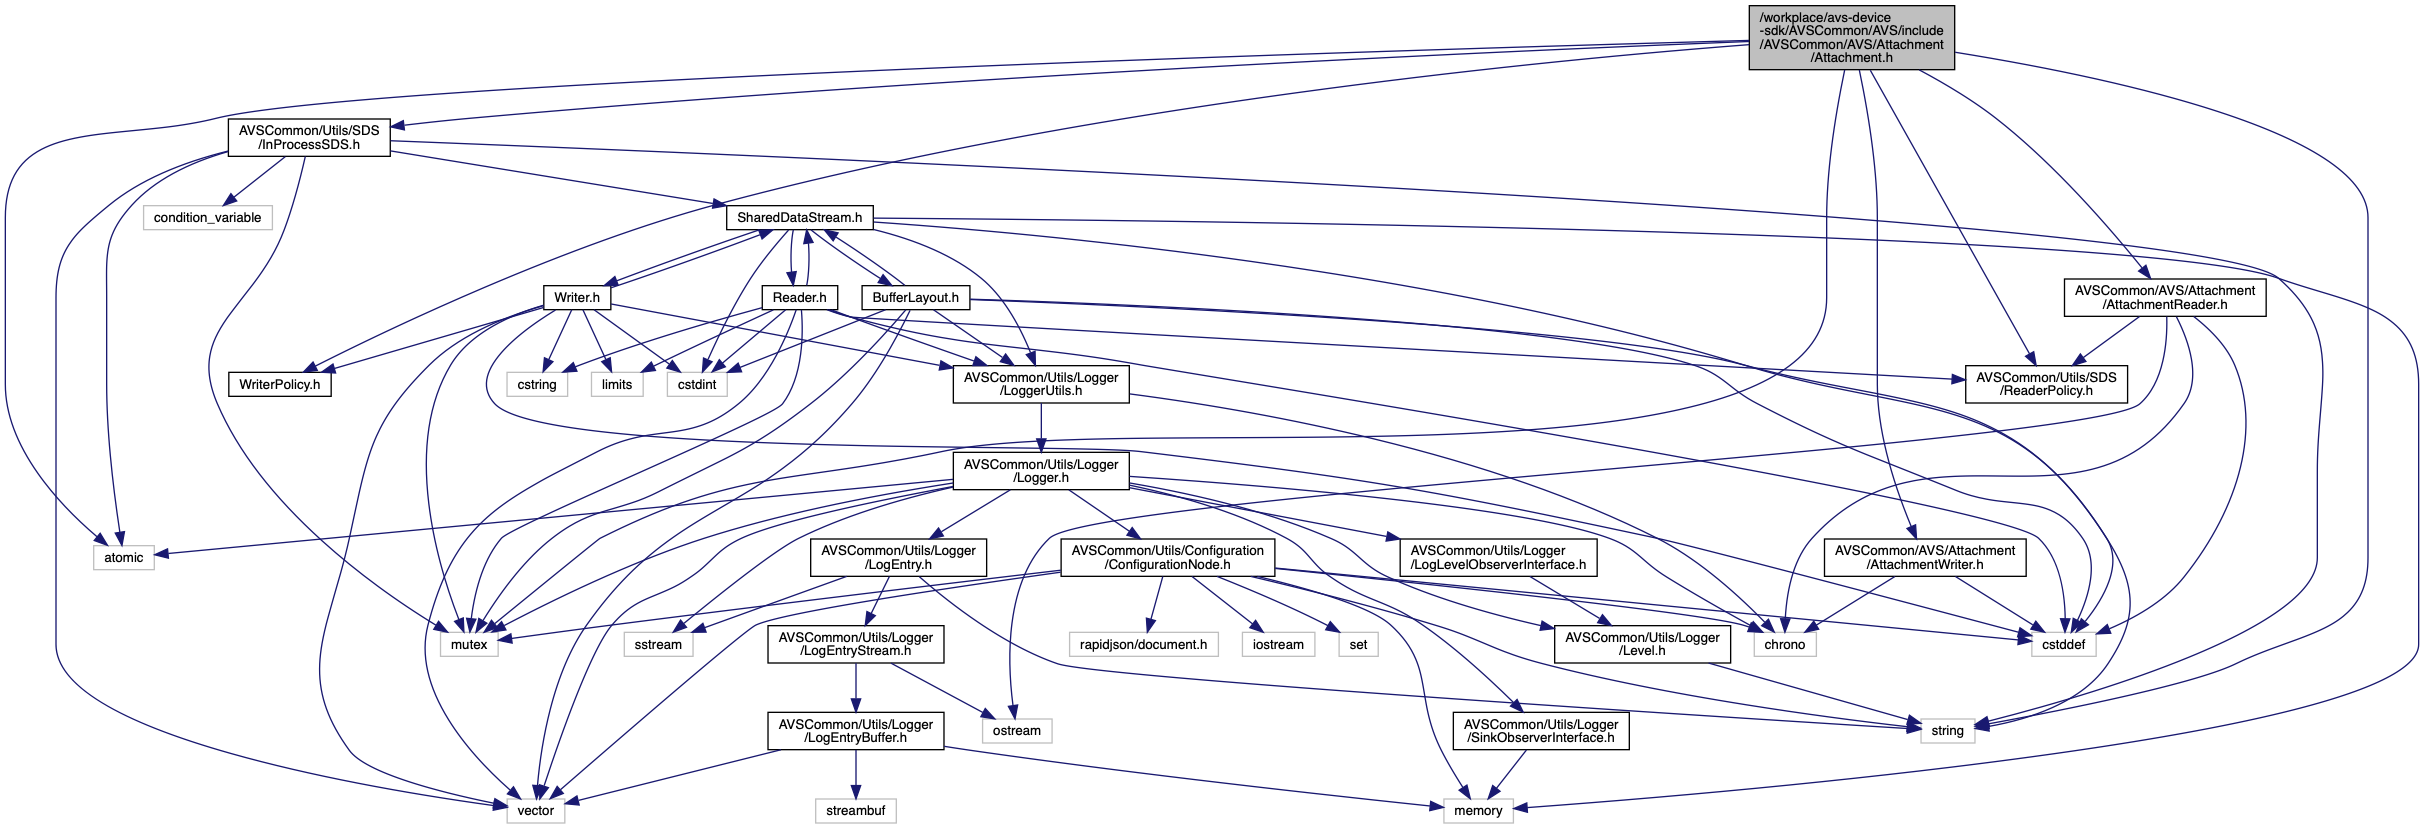 /workplace/avs-device
-sdk/AVSCommon/AVS/include
/AVSCommon/AVS/Attachment
/Attachment.h
AVSCommon/Utils/SDS
/InProcessSDS.h
condition_variable
SharedDataStream.h
Writer.h
Reader.h
BufferLayout.h
AVSCommon/AVS/Attachment
/AttachmentReader.h
WriterPolicy.h
cstring
limits
cstdint
AVSCommon/Utils/Logger
/LoggerUtils.h
AVSCommon/Utils/SDS
/ReaderPolicy.h
AVSCommon/Utils/Logger
/Logger.h
atomic
AVSCommon/Utils/Logger
/LogEntry.h
AVSCommon/Utils/Configuration
/ConfigurationNode.h
AVSCommon/Utils/Logger
/LogLevelObserverInterface.h
AVSCommon/AVS/Attachment
/AttachmentWriter.h
mutex
sstream
AVSCommon/Utils/Logger
/LogEntryStream.h
rapidjson/document.h
iostream
set
AVSCommon/Utils/Logger
/Level.h
chrono
cstddef
AVSCommon/Utils/Logger
/LogEntryBuffer.h
ostream
AVSCommon/Utils/Logger
/SinkObserverInterface.h
string
vector
streambuf
memory